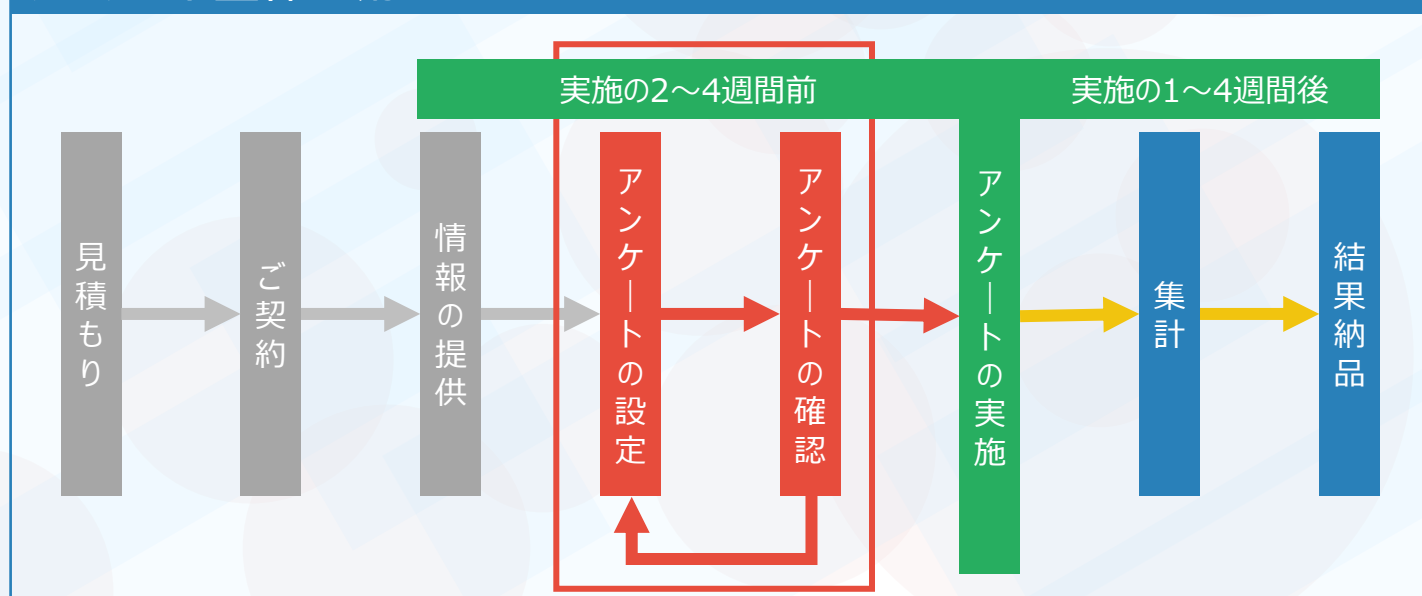 実施の2～4週間前
実施の1～4週間後
見積もり
ご契約
情報の提供
アンケートの設定
アンケートの確認
アンケートの実施
集計
結果納品